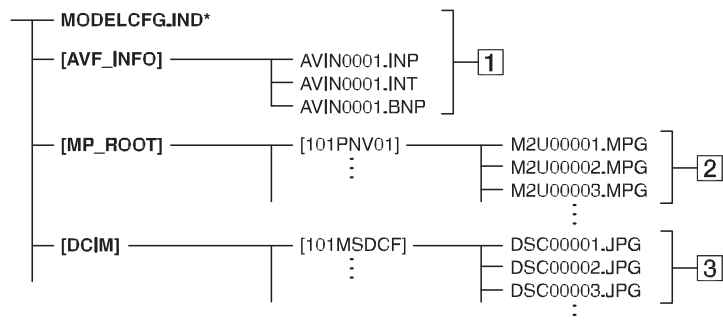 MODELCFG.IND*
[AVF_INFO]
AVIN0001.INP
AVIN0001.INT
AVIN0001.BNP
1
[MP_ROOT]
[101PNV01]
M2U00001.MPG
M2U00002.MPG
M2U00003.MPG
2
[DCIM]
[101MSDCF]
DSC00001.JPG
DSC00002.JPG
DSC00003.JPG
3